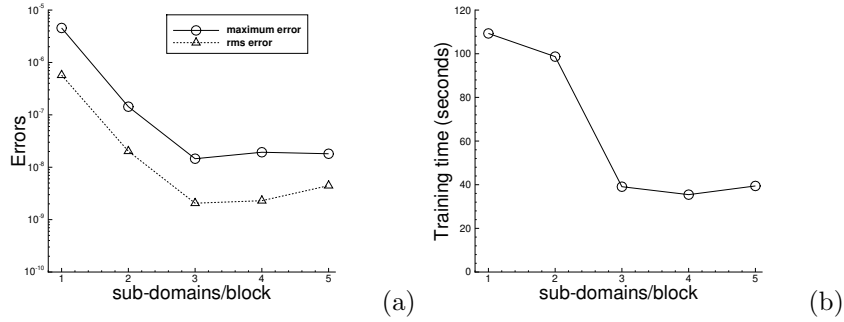 Errors
10-5
10-6
10-7
10-8
10-9
10-10
1 2 3 4 5
sub-domains/block
maximum error
rms error
(a)
Training time (seconds)
120
100
80
60
40
20
0
1 2 3 4 5
sub-domains/block
(b)